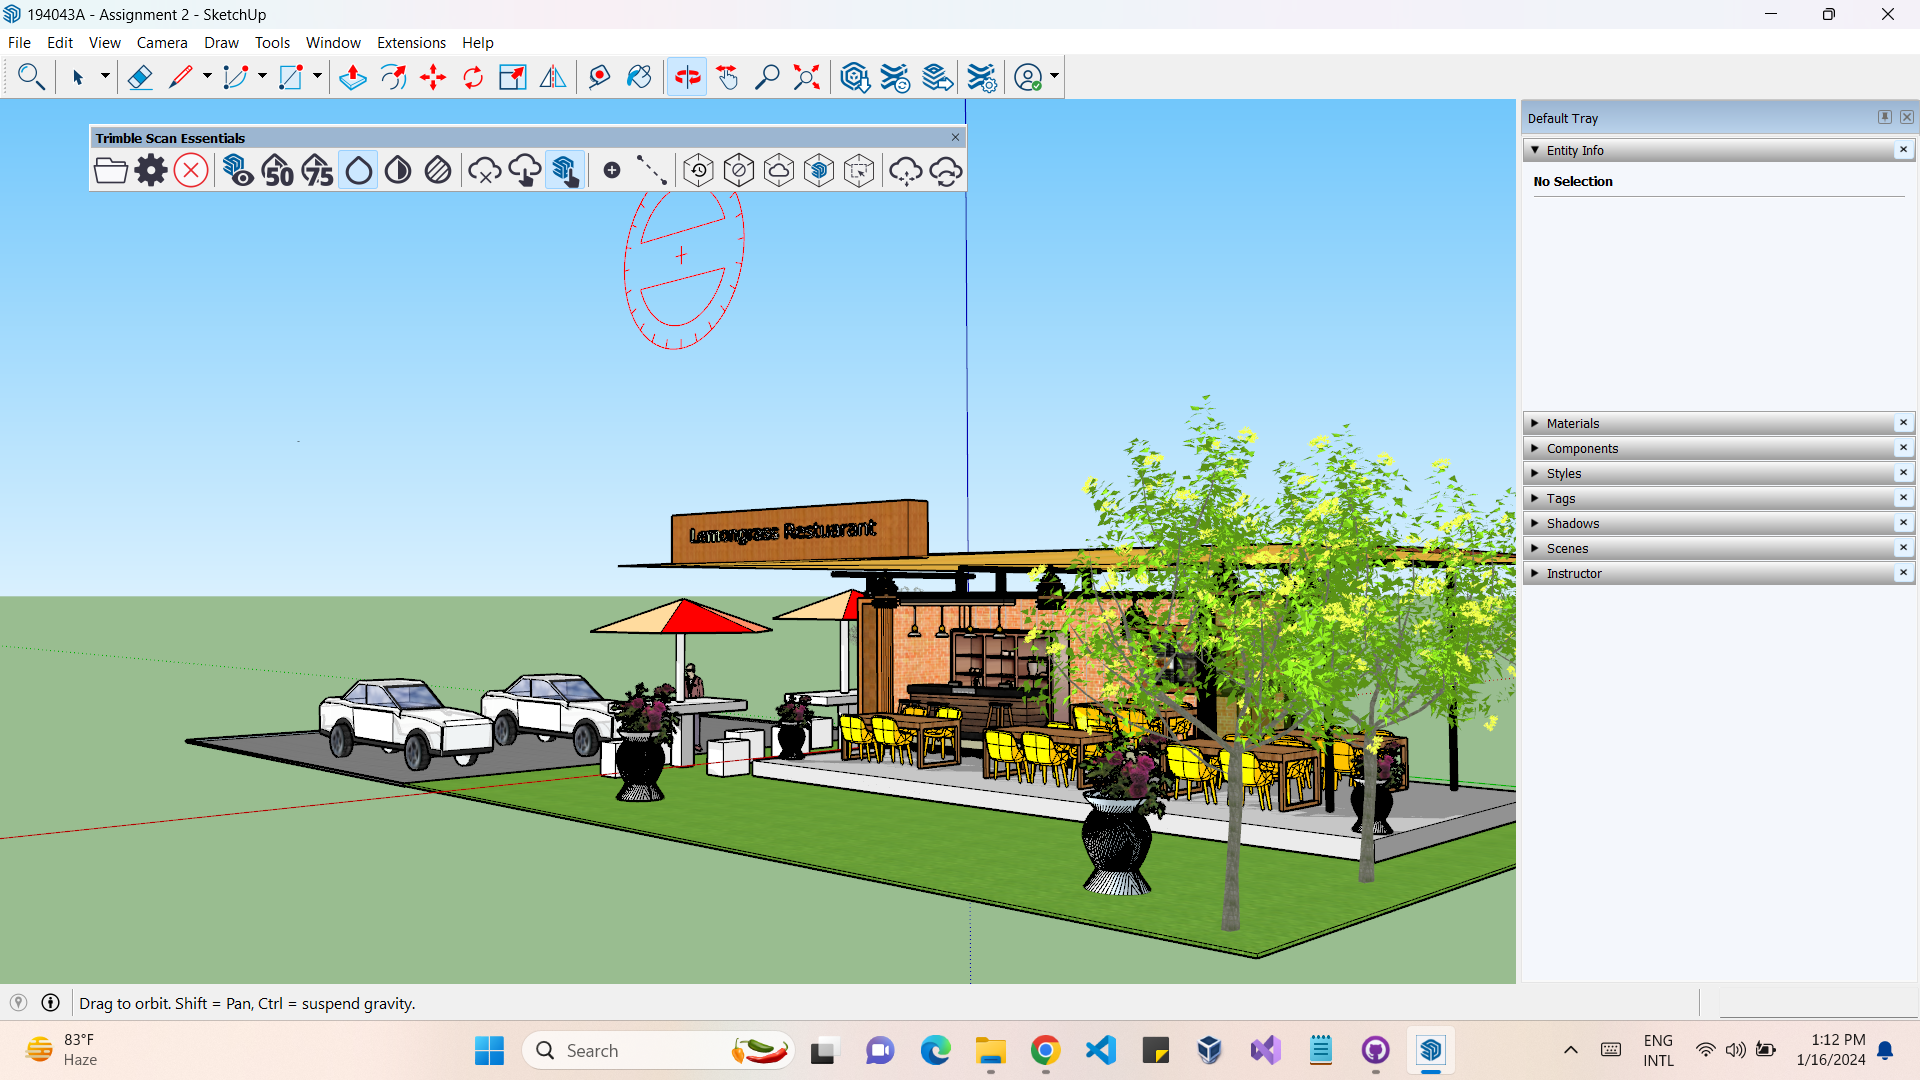 194043A - Assignment 2 - SketchUp
File Edit View Camera Draw Tools Window Extensions Help
Trimble Scan Essentials
50 75
Default Tray
Entity Info
No Selection
Materials
Components
Styles
Tags
Shadows
Scenes
Instructor
Lemongrass Restuarant
Drag to orbit. Shift = Pan, Ctrl = suspend gravity.
83°F
Haze
Search
ENG
INTL
1:12 PM
1/16/2024